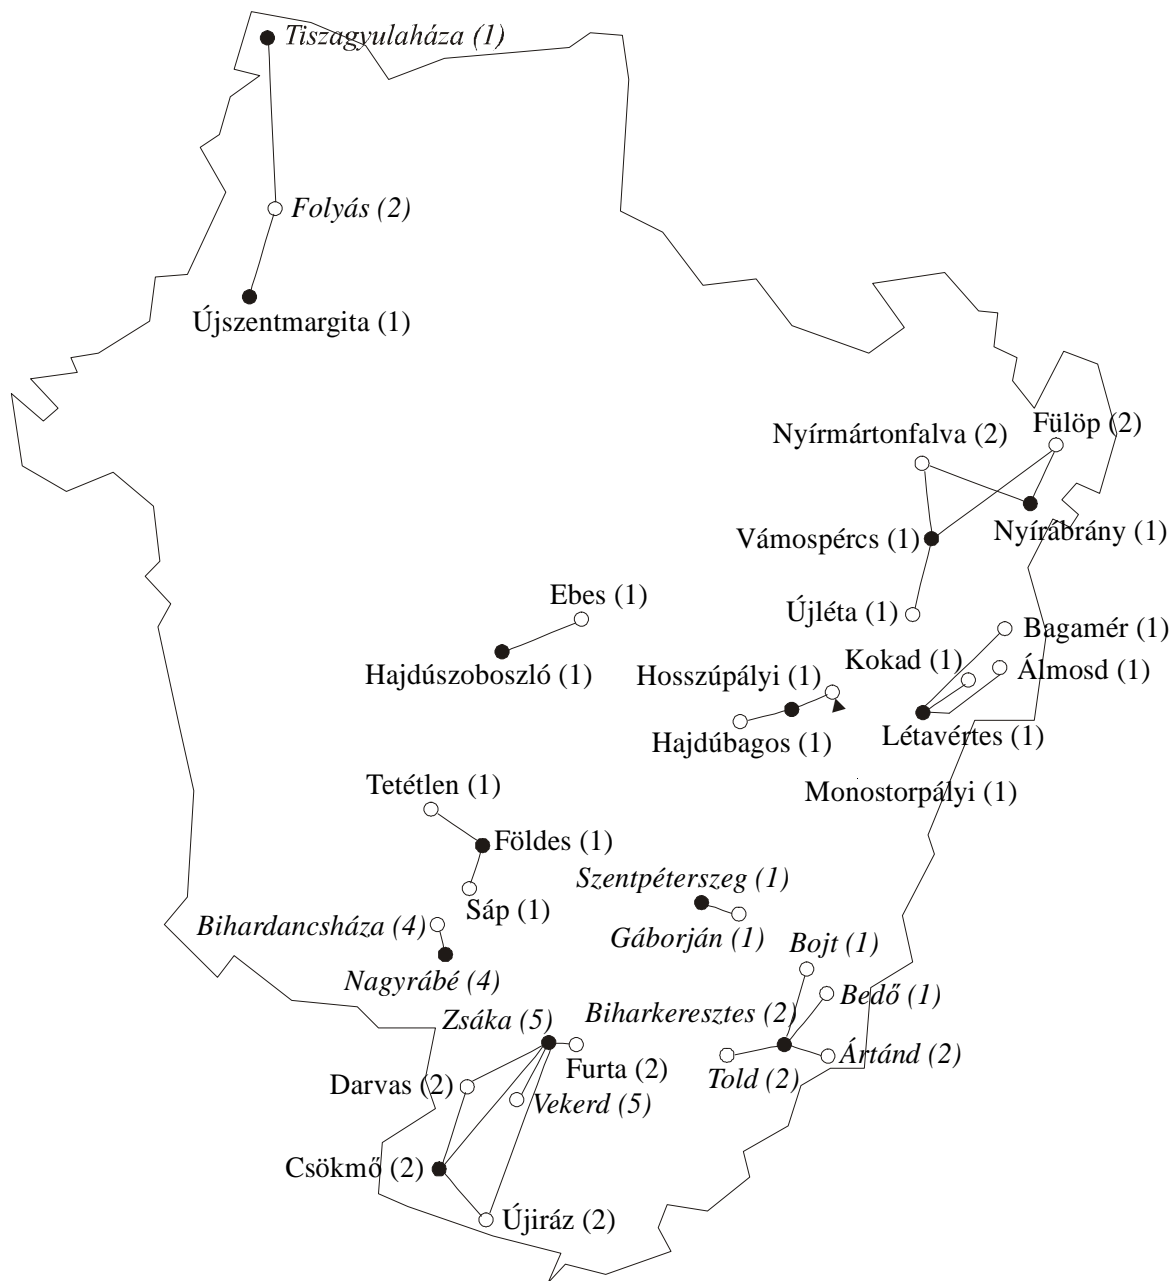 Tiszagyulaháza (1)
Folyás (2)
Újszentmargita (1)
Fülöp (2)
Nyírmártonfalva (2)
Nyírábrány (1)
Vámospércs (1)
Ebes (1)
Újléta (1)
Bagamér (1)
Kokad (1)
Álmosd (1)
Hajdúszoboszló (1)
Hosszúpályi (1)
Hajdúbagos (1)
Létavértes (1)
Tetétlen (1)
Monostorpályi (1)
Földes (1)
Szentpéterszeg (1)
Sáp (1)
Bihardancsháza (4)
Gáborján (1)
Bojt (1)
Nagyrábé (4)
Bedő (1)
Zsáka (5)
Biharkeresztes (2)
Ártánd (2)
Furta (2)
Told (2)
Darvas (2)
Vekerd (5)
Csökmő (2)
Újiráz (2)